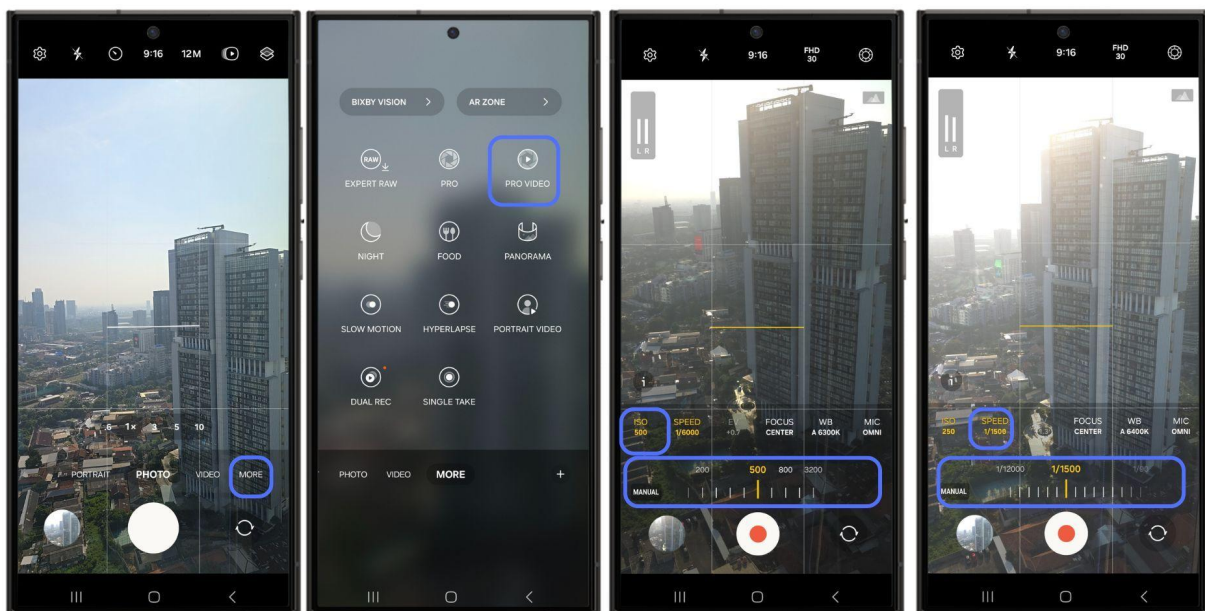 9:16 12M
.6 1× 3 5 10
PORTRAIT PHOTO VIDEO MORE
BIXBY VISION > AR ZONE >
RAW
EXPERT RAW PRO PRO VIDEO
NIGHT FOOD PANORAMA
SLOW MOTION HYPERLAPSE PORTRAIT VIDEO
DUAL REC SINGLE TAKE
PHOTO VIDEO MORE +
9:16 FHD 30
L R
ISO SPEED EV FOCUS WB MIC
500 1/6000 +0.7 CENTER A 6300K OMNI
200 500 800 3200
MANUAL
9:16 FHD 30
L R
ISO SPEED FOCUS WB MIC
250 1/1500 CENTER A 6400K OMNI
1/12000 1/1500
MANUAL